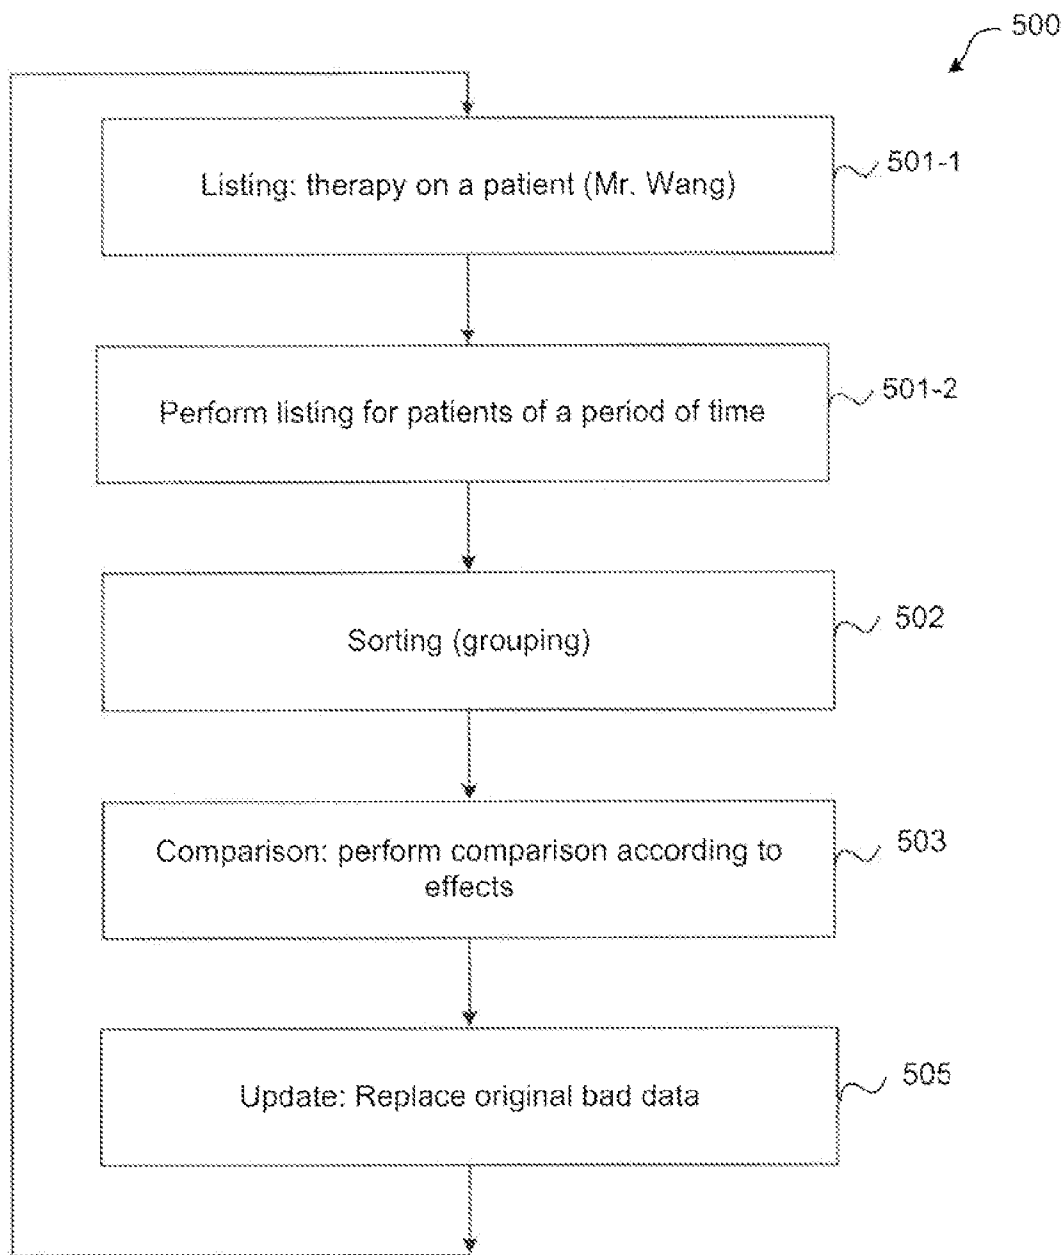 500
Listing: therapy on a patient (Mr. Wang)
501-1
Perform listing for patients of a period of time
501-2
Sorting (grouping)
502
Comparison: perform comparison according to
effects
503
Update: Replace original bad data
505